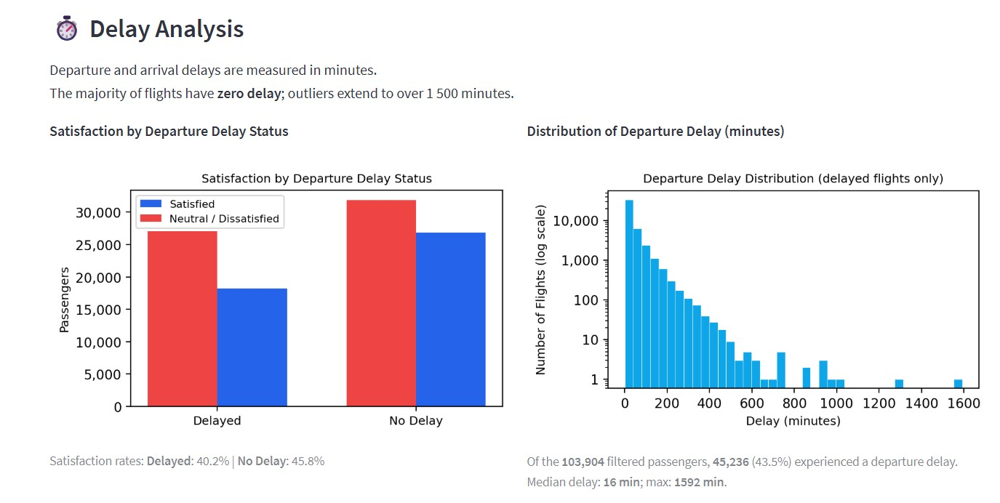 Delay Analysis
Departure and arrival delays are measured in minutes.
The majority of flights have zero delay; outliers extend to over 1 500 minutes.
Satisfaction by Departure Delay Status
Satisfaction by Departure Delay Status
Satisfied
Neutral / Dissatisfied
Passengers
30,000
25,000
20,000
15,000
10,000
5,000
0
Delayed
No Delay
Satisfaction rates: Delayed: 40.2% | No Delay: 45.8%
Distribution of Departure Delay (minutes)
Departure Delay Distribution (delayed flights only)
Number of Flights (log scale)
10,000
1,000
100
10
1
0 200 400 600 800 1000 1200 1400 1600
Delay (minutes)
Of the 103,904 filtered passengers, 45,236 (43.5%) experienced a departure delay.
Median delay: 16 min; max: 1592 min.